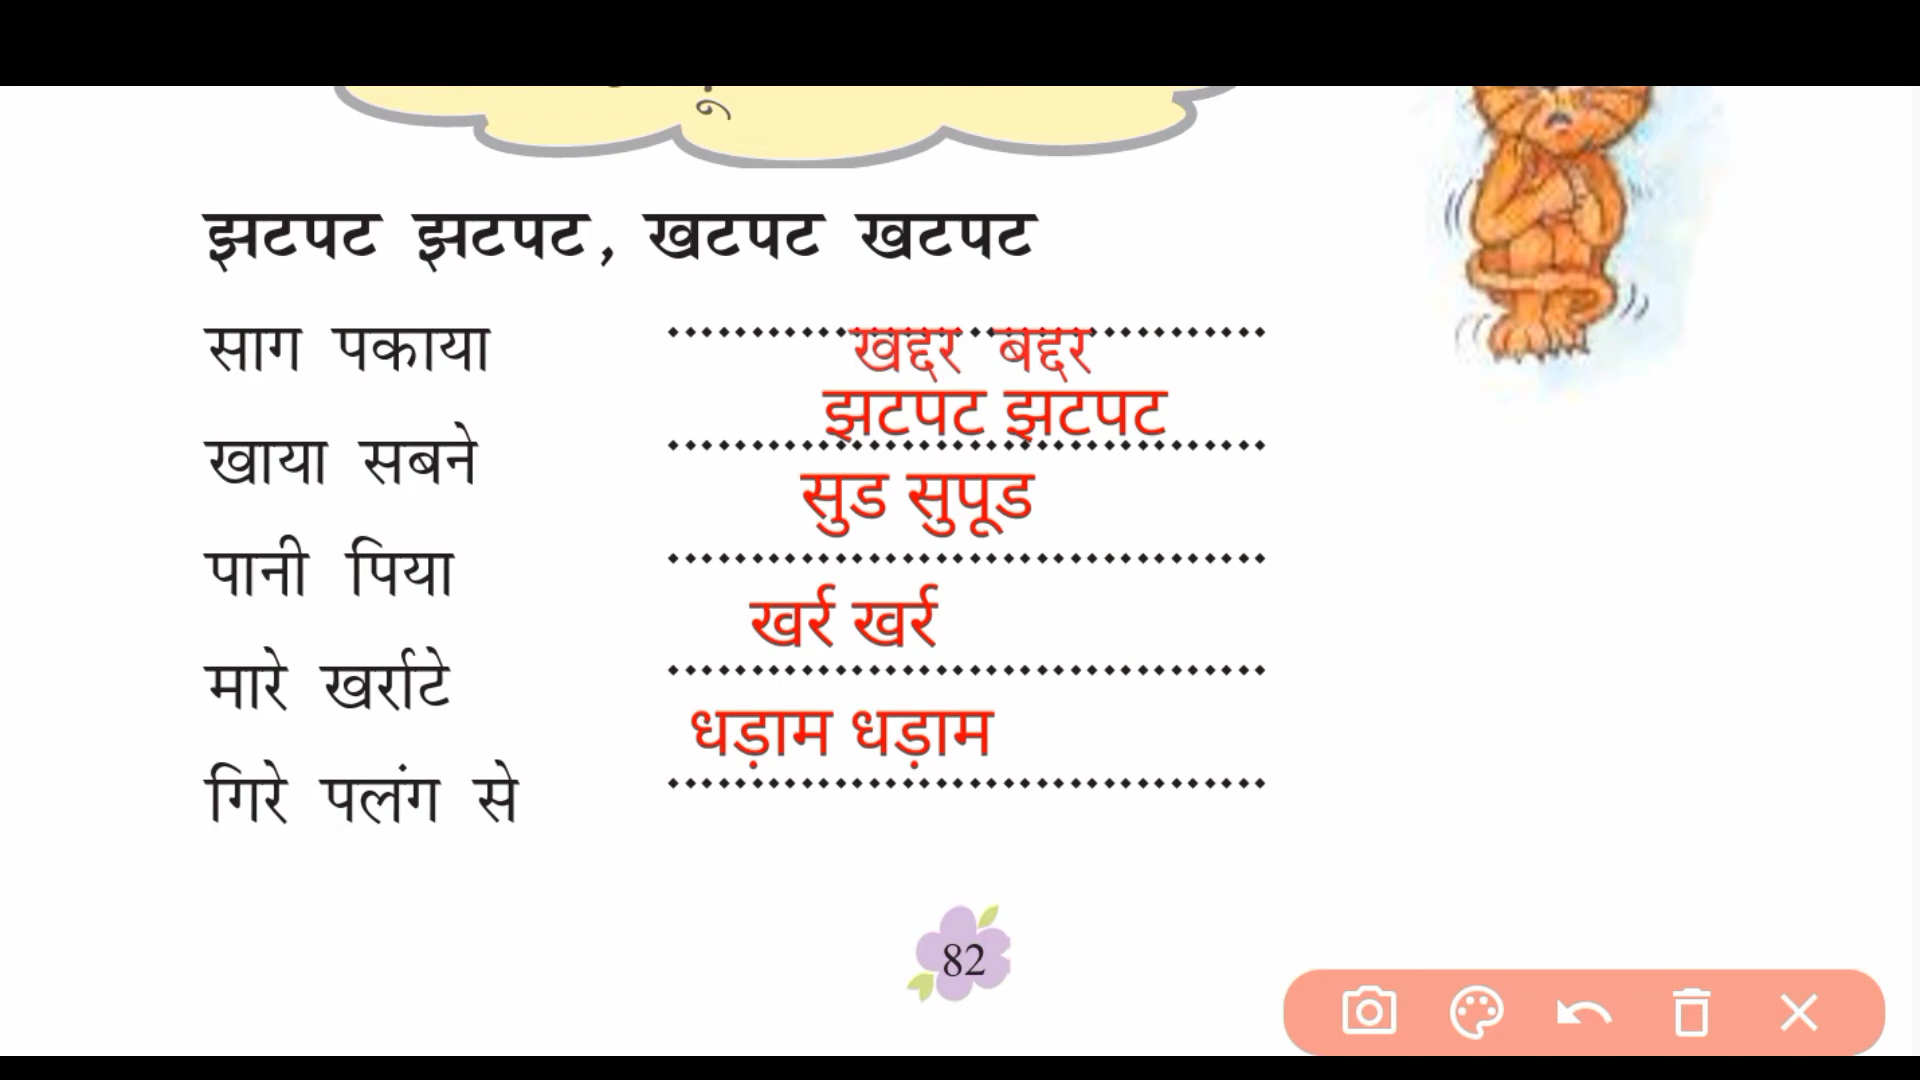 झटपट झटपट, खटपट खटपट
साग पकाया खद्दर बद्दर
खाया सबने झटपट झटपट
पानी पिया सुड सुपूड
मारे खर्राटे खर्र खर्र
गिरे पलंग से धड़ाम धड़ाम
82